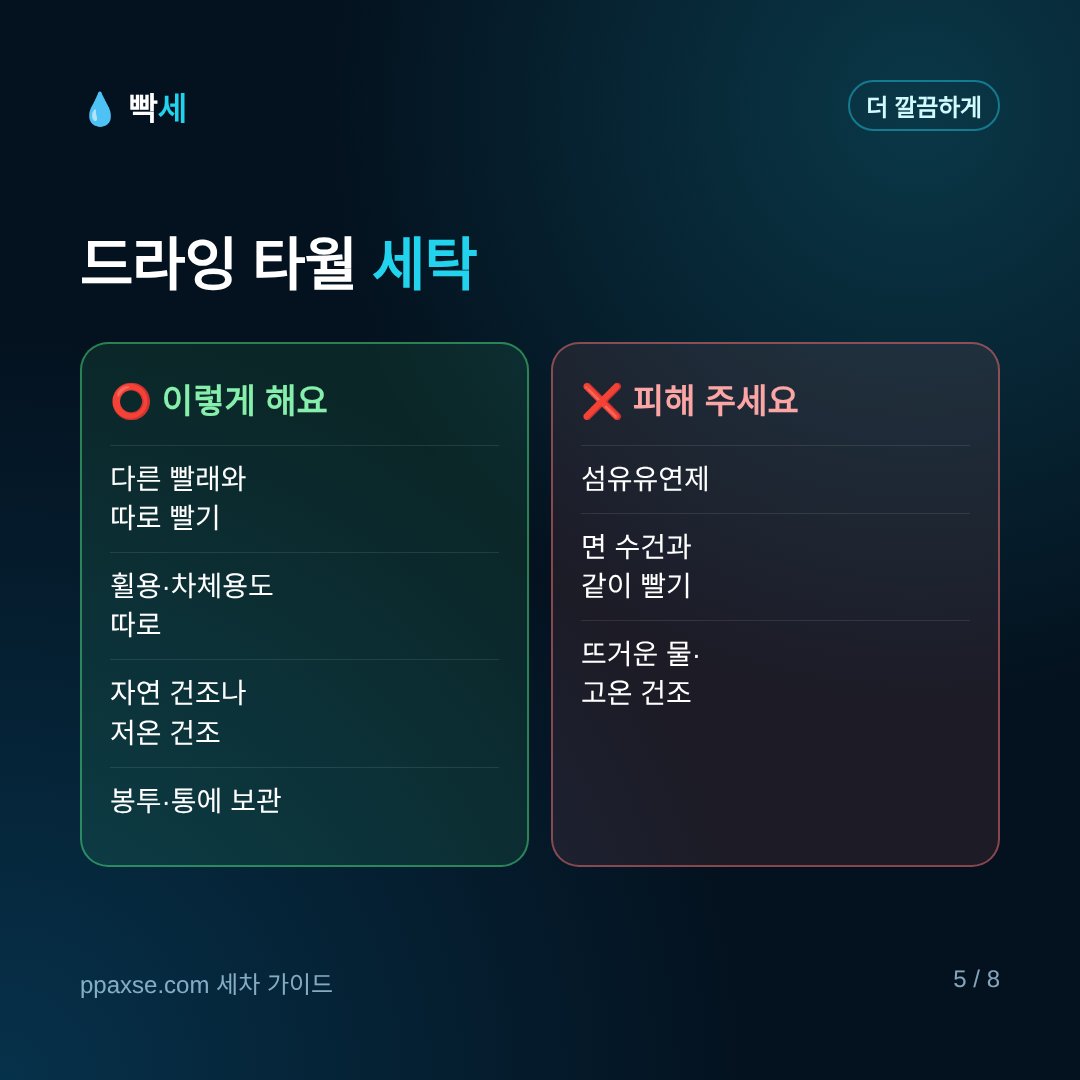 💧 빡세
더 깔끔하게
드라잉 타월 세탁
⭕ 이렇게 해요
다른 빨래와
따로 빨기
휠용·차체용도
따로
자연 건조나
저온 건조
봉투·통에 보관
❌ 피해 주세요
섬유유연제
면 수건과
같이 빨기
뜨거운 물·
고온 건조
ppaxse.com 세차 가이드
5 / 8